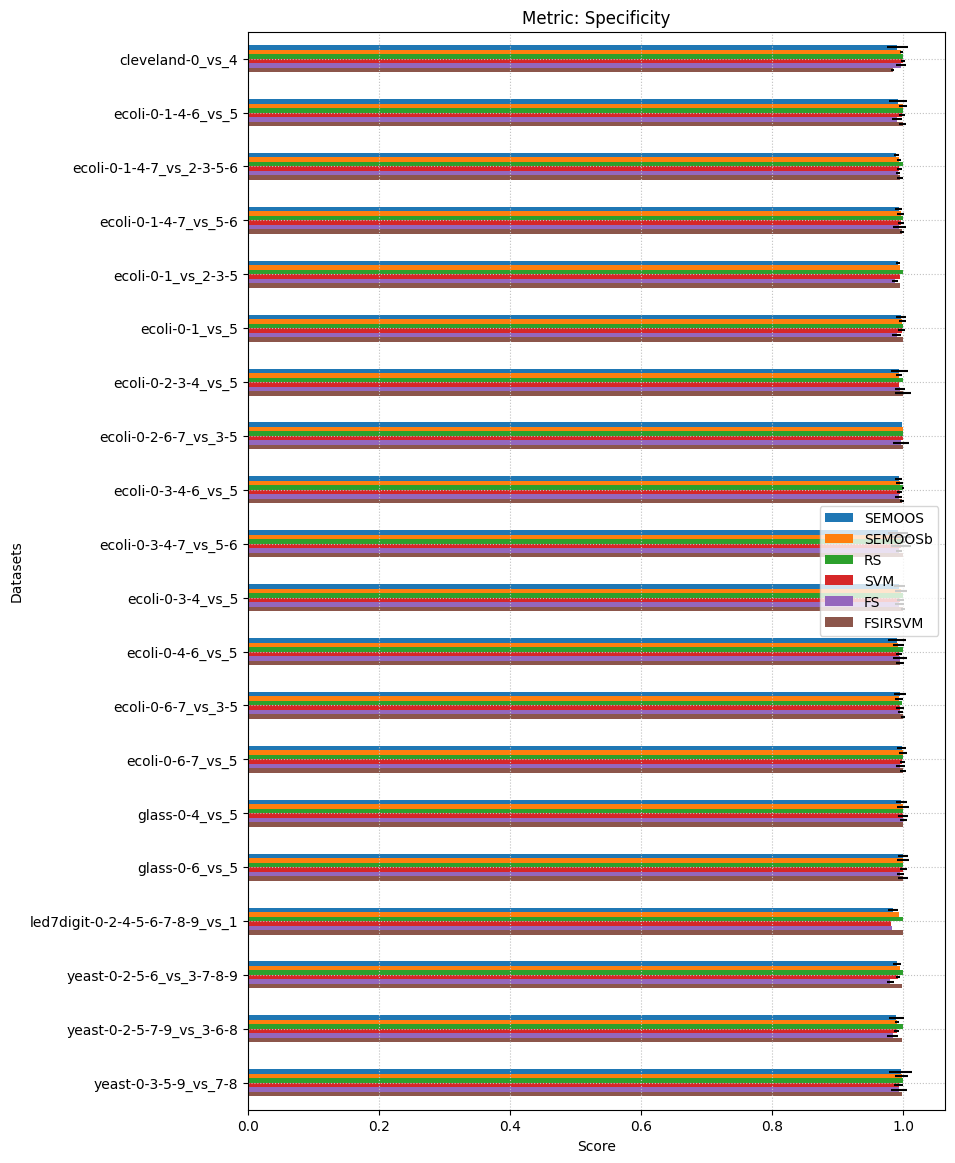 Metric: Specificity
cleveland-0_vs_4
ecoli-0-1-4-6_vs_5
ecoli-0-1-4-7_vs_2-3-5-6
ecoli-0-1-4-7_vs_5-6
ecoli-0-1_vs_2-3-5
ecoli-0-1_vs_5
ecoli-0-2-3-4_vs_5
ecoli-0-2-6-7_vs_3-5
ecoli-0-3-4-6_vs_5
ecoli-0-3-4-7_vs_5-6
ecoli-0-3-4_vs_5
ecoli-0-4-6_vs_5
ecoli-0-6-7_vs_3-5
ecoli-0-6-7_vs_5
glass-0-4_vs_5
glass-0-6_vs_5
led7digit-0-2-4-5-6-7-8-9_vs_1
yeast-0-2-5-6_vs_3-7-8-9
yeast-0-2-5-7-9_vs_3-6-8
yeast-0-3-5-9_vs_7-8
Datasets
SEMOOS
SEMOOSb
RS
SVM
FS
FSIRSVM
0.0 0.2 0.4 0.6 0.8 1.0
Score